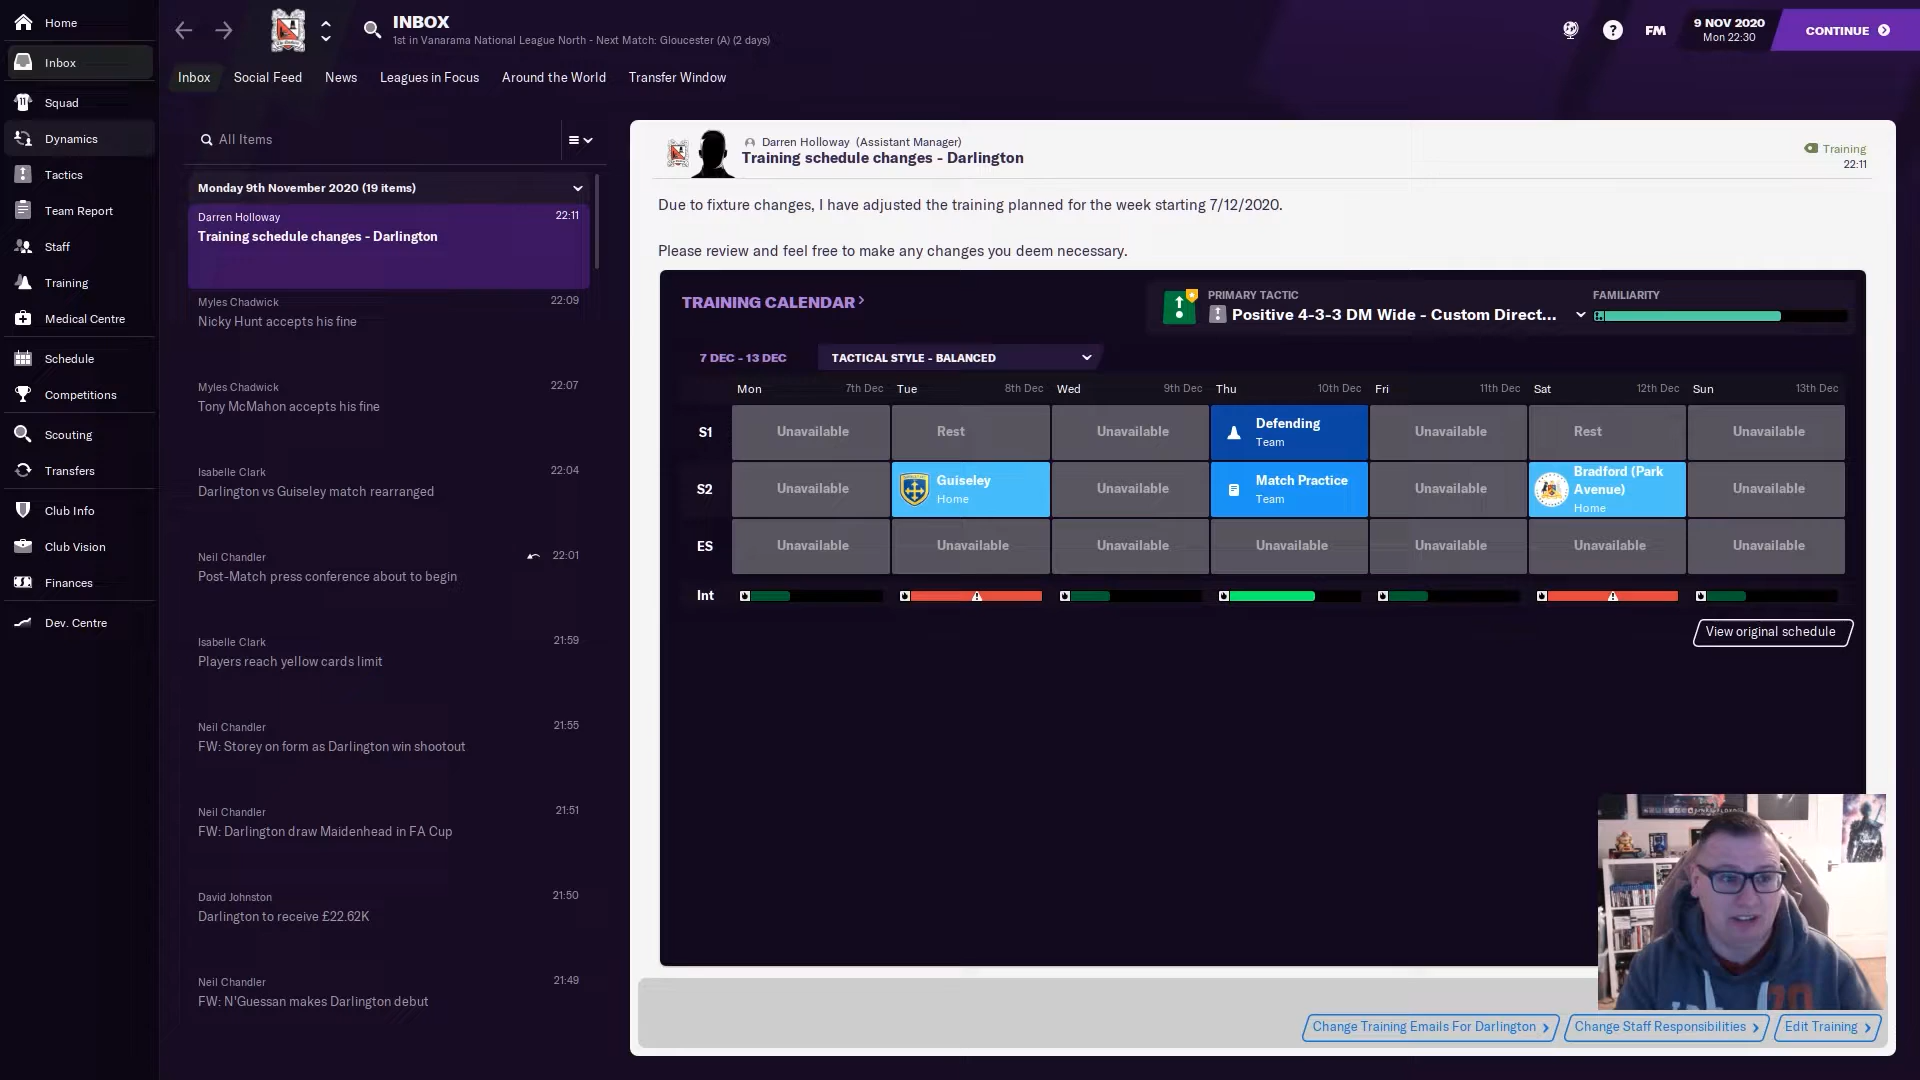 Home
Inbox
Squad
Dynamics
Tactics
Team Report
Staff
Training
Medical Centre
Schedule
Competitions
Scouting
Transfers
Club Info
Club Vision
Finances
Dev. Centre
INBOX
1st in Vanarama National League North - Next Match: Gloucester (A) (2 days)
FM
9 NOV 2020
Mon 22:30
CONTINUE
Inbox Social Feed News Leagues in Focus Around the World Transfer Window
All Items
Monday 9th November 2020 (19 items)
Darren Holloway 22:11
Training schedule changes - Darlington
Myles Chadwick 22:09
Nicky Hunt accepts his fine
Myles Chadwick 22:07
Tony McMahon accepts his fine
Isabelle Clark 22:04
Darlington vs Guiseley match rearranged
Neil Chandler 22:01
Post-Match press conference about to begin
Isabelle Clark 21:59
Players reach yellow cards limit
Neil Chandler 21:55
FW: Storey on form as Darlington win shootout
Neil Chandler 21:51
FW: Darlington draw Maidenhead in FA Cup
David Johnston 21:50
Darlington to receive £22.62K
Neil Chandler 21:49
FW: N'Guessan makes Darlington debut
Darren Holloway (Assistant Manager)
Training schedule changes - Darlington
Training
22:11
Due to fixture changes, I have adjusted the training planned for the week starting 7/12/2020.
Please review and feel free to make any changes you deem necessary.
TRAINING CALENDAR
PRIMARY TACTIC
Positive 4-3-3 DM Wide - Custom Direct...
FAMILIARITY
7 DEC - 13 DEC
TACTICAL STYLE - BALANCED
Mon 7th Dec Tue 8th Dec Wed 9th Dec Thu 10th Dec Fri 11th Dec Sat 12th Dec Sun 13th Dec
S1 Unavailable Rest Unavailable Defending Team Unavailable Rest Unavailable
S2 Unavailable Guiseley Home Unavailable Match Practice Team Unavailable Bradford (Park Avenue) Home Unavailable
ES Unavailable Unavailable Unavailable Unavailable Unavailable Unavailable Unavailable
Int
View original schedule
Change Training Emails For Darlington
Change Staff Responsibilities
Edit Training